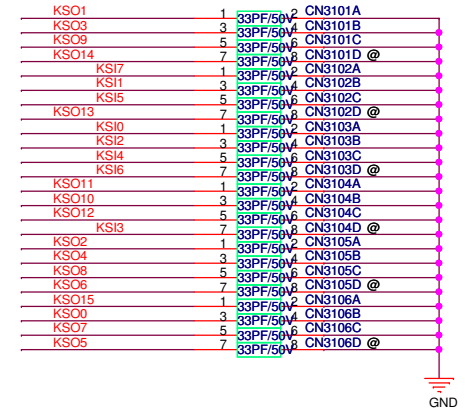 KSO1 1 33PF/50V 2 CN3101A
KSO3 3 33PF/50V 4 CN3101B
KSO9 5 33PF/50V 6 CN3101C
KSO14 7 33PF/50V 8 CN3101D @
KSI7 1 33PF/50V 2 CN3102A
KSI1 3 33PF/50V 4 CN3102B
KSI5 5 33PF/50V 6 CN3102C
KSO13 7 33PF/50V 8 CN3102D @
KSI0 1 33PF/50V 2 CN3103A
KSI2 3 33PF/50V 4 CN3103B
KSI4 5 33PF/50V 6 CN3103C
KSI6 7 33PF/50V 8 CN3103D @
KSO11 1 33PF/50V 2 CN3104A
KSO10 3 33PF/50V 4 CN3104B
KSO12 5 33PF/50V 6 CN3104C
KSI3 7 33PF/50V 8 CN3104D @
KSO2 1 33PF/50V 2 CN3105A
KSO4 3 33PF/50V 4 CN3105B
KSO8 5 33PF/50V 6 CN3105C
KSO6 7 33PF/50V 8 CN3105D @
KSO15 1 33PF/50V 2 CN3106A
KSO0 3 33PF/50V 4 CN3106B
KSO7 5 33PF/50V 6 CN3106C
KSO5 7 33PF/50V 8 CN3106D @
GND